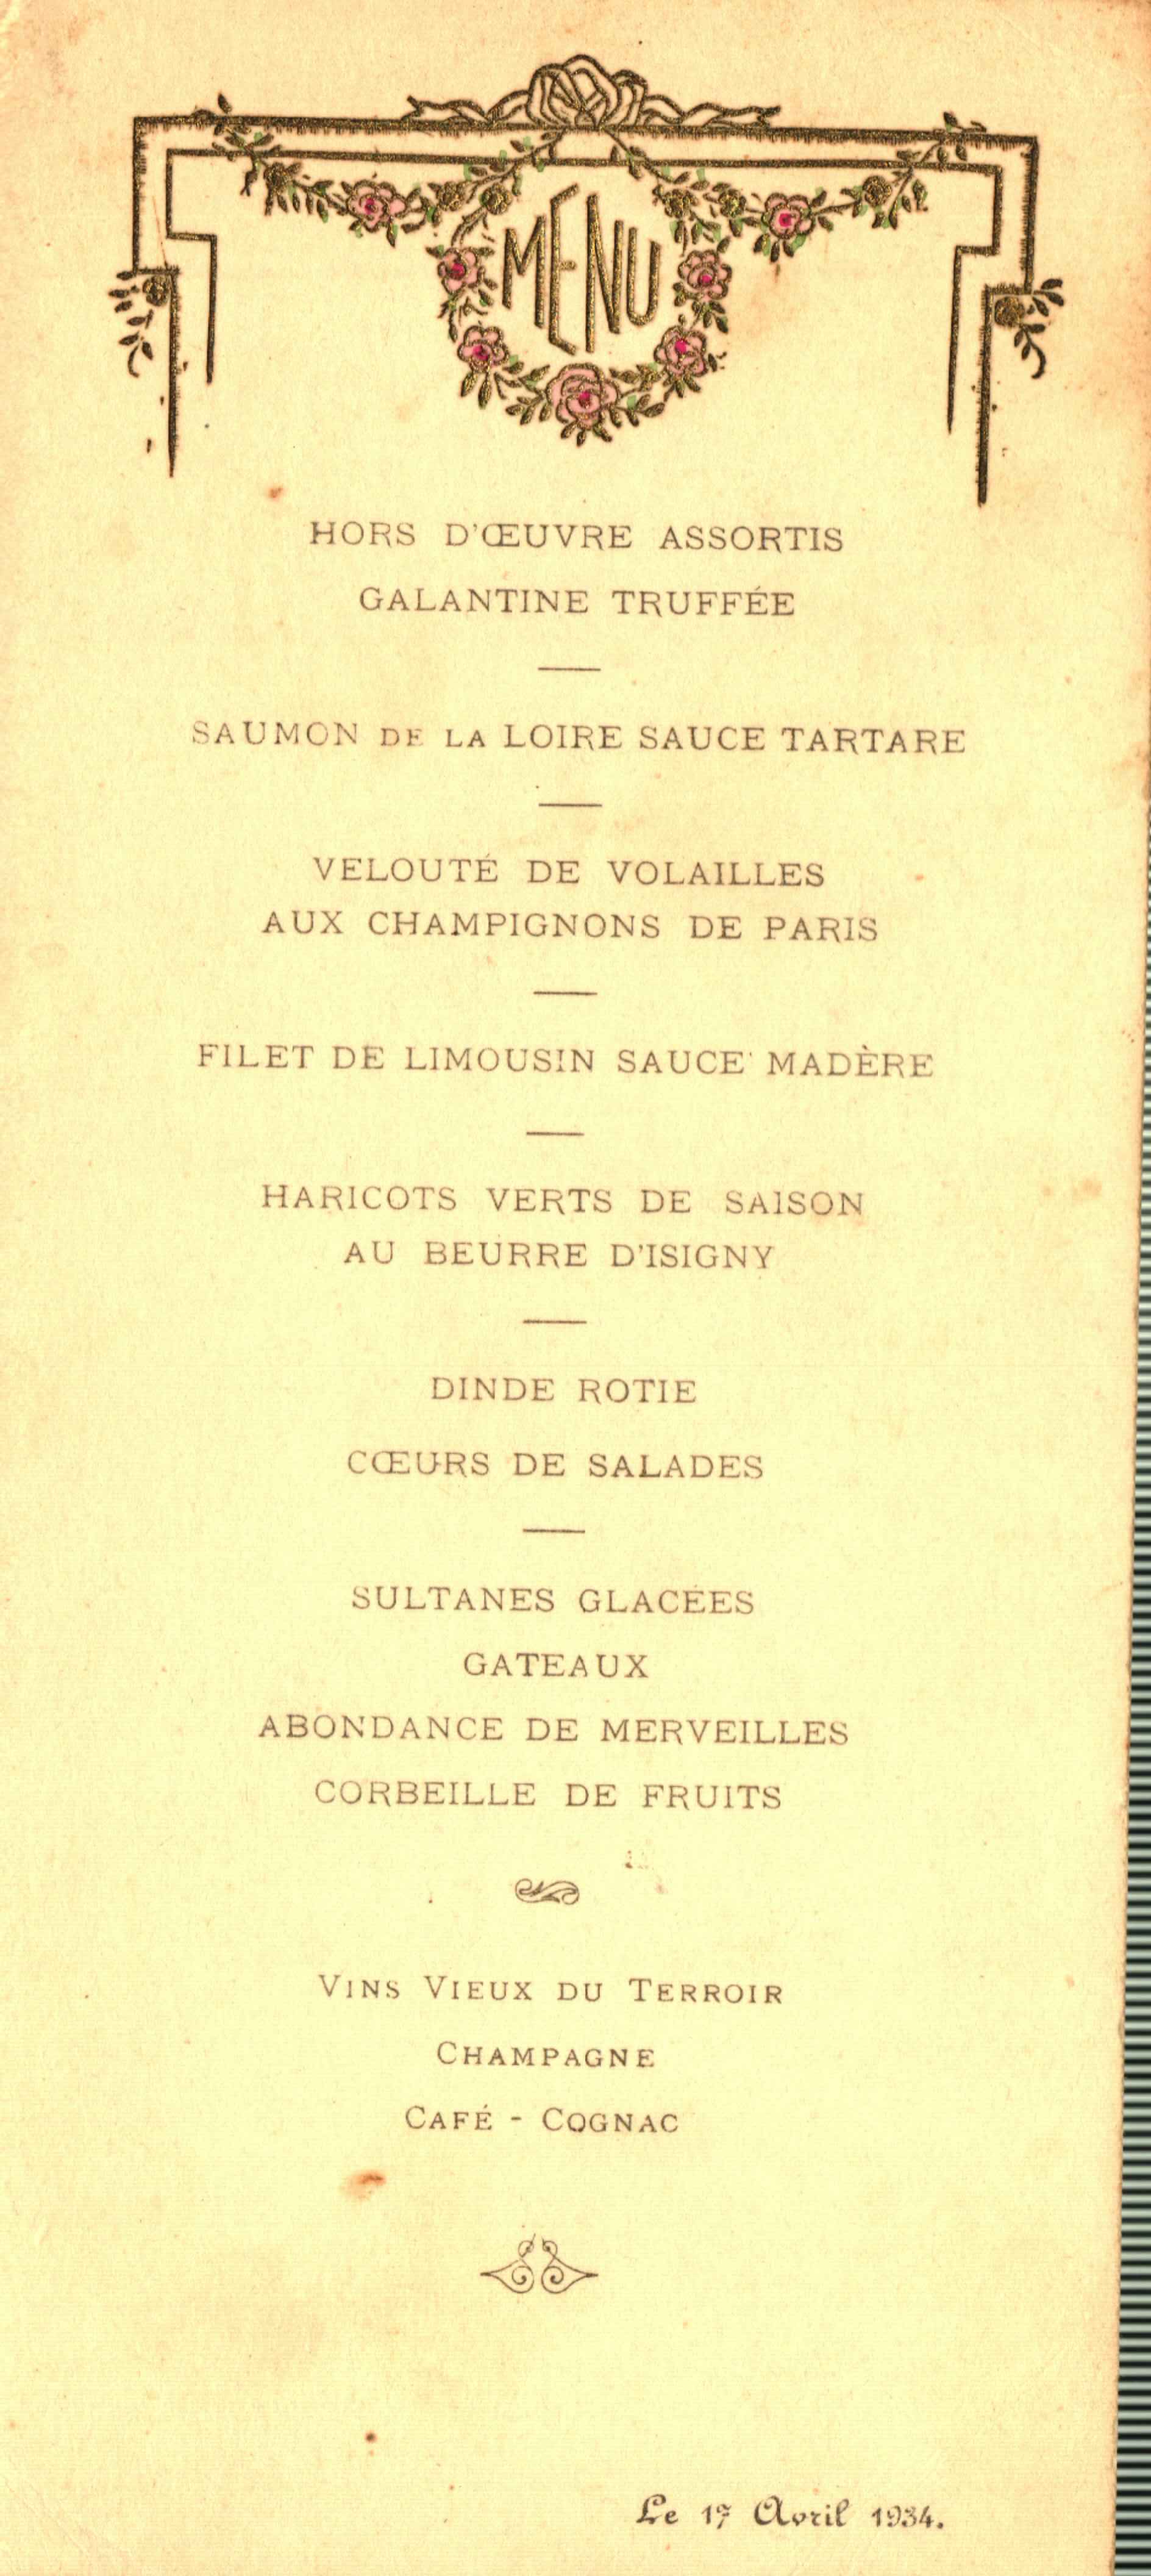 MENU
HORS D'ŒUVRE ASSORTIS
GALANTINE TRUFFÉE
SAUMON DE LA LOIRE SAUCE TARTARE
VELOUTÉ DE VOLAILLES
AUX CHAMPIGNONS DE PARIS
FILET DE LIMOUSIN SAUCE MADÈRE
HARICOTS VERTS DE SAISON
AU BEURRE D'ISIGNY
DINDE ROTIE
CŒURS DE SALADES
SULTANES GLACÉES
GATEAUX
ABONDANCE DE MERVEILLES
CORBEILLE DE FRUITS
VINS VIEUX DU TERROIR
CHAMPAGNE
CAFÉ - COGNAC
Le 17 Avril 1934.